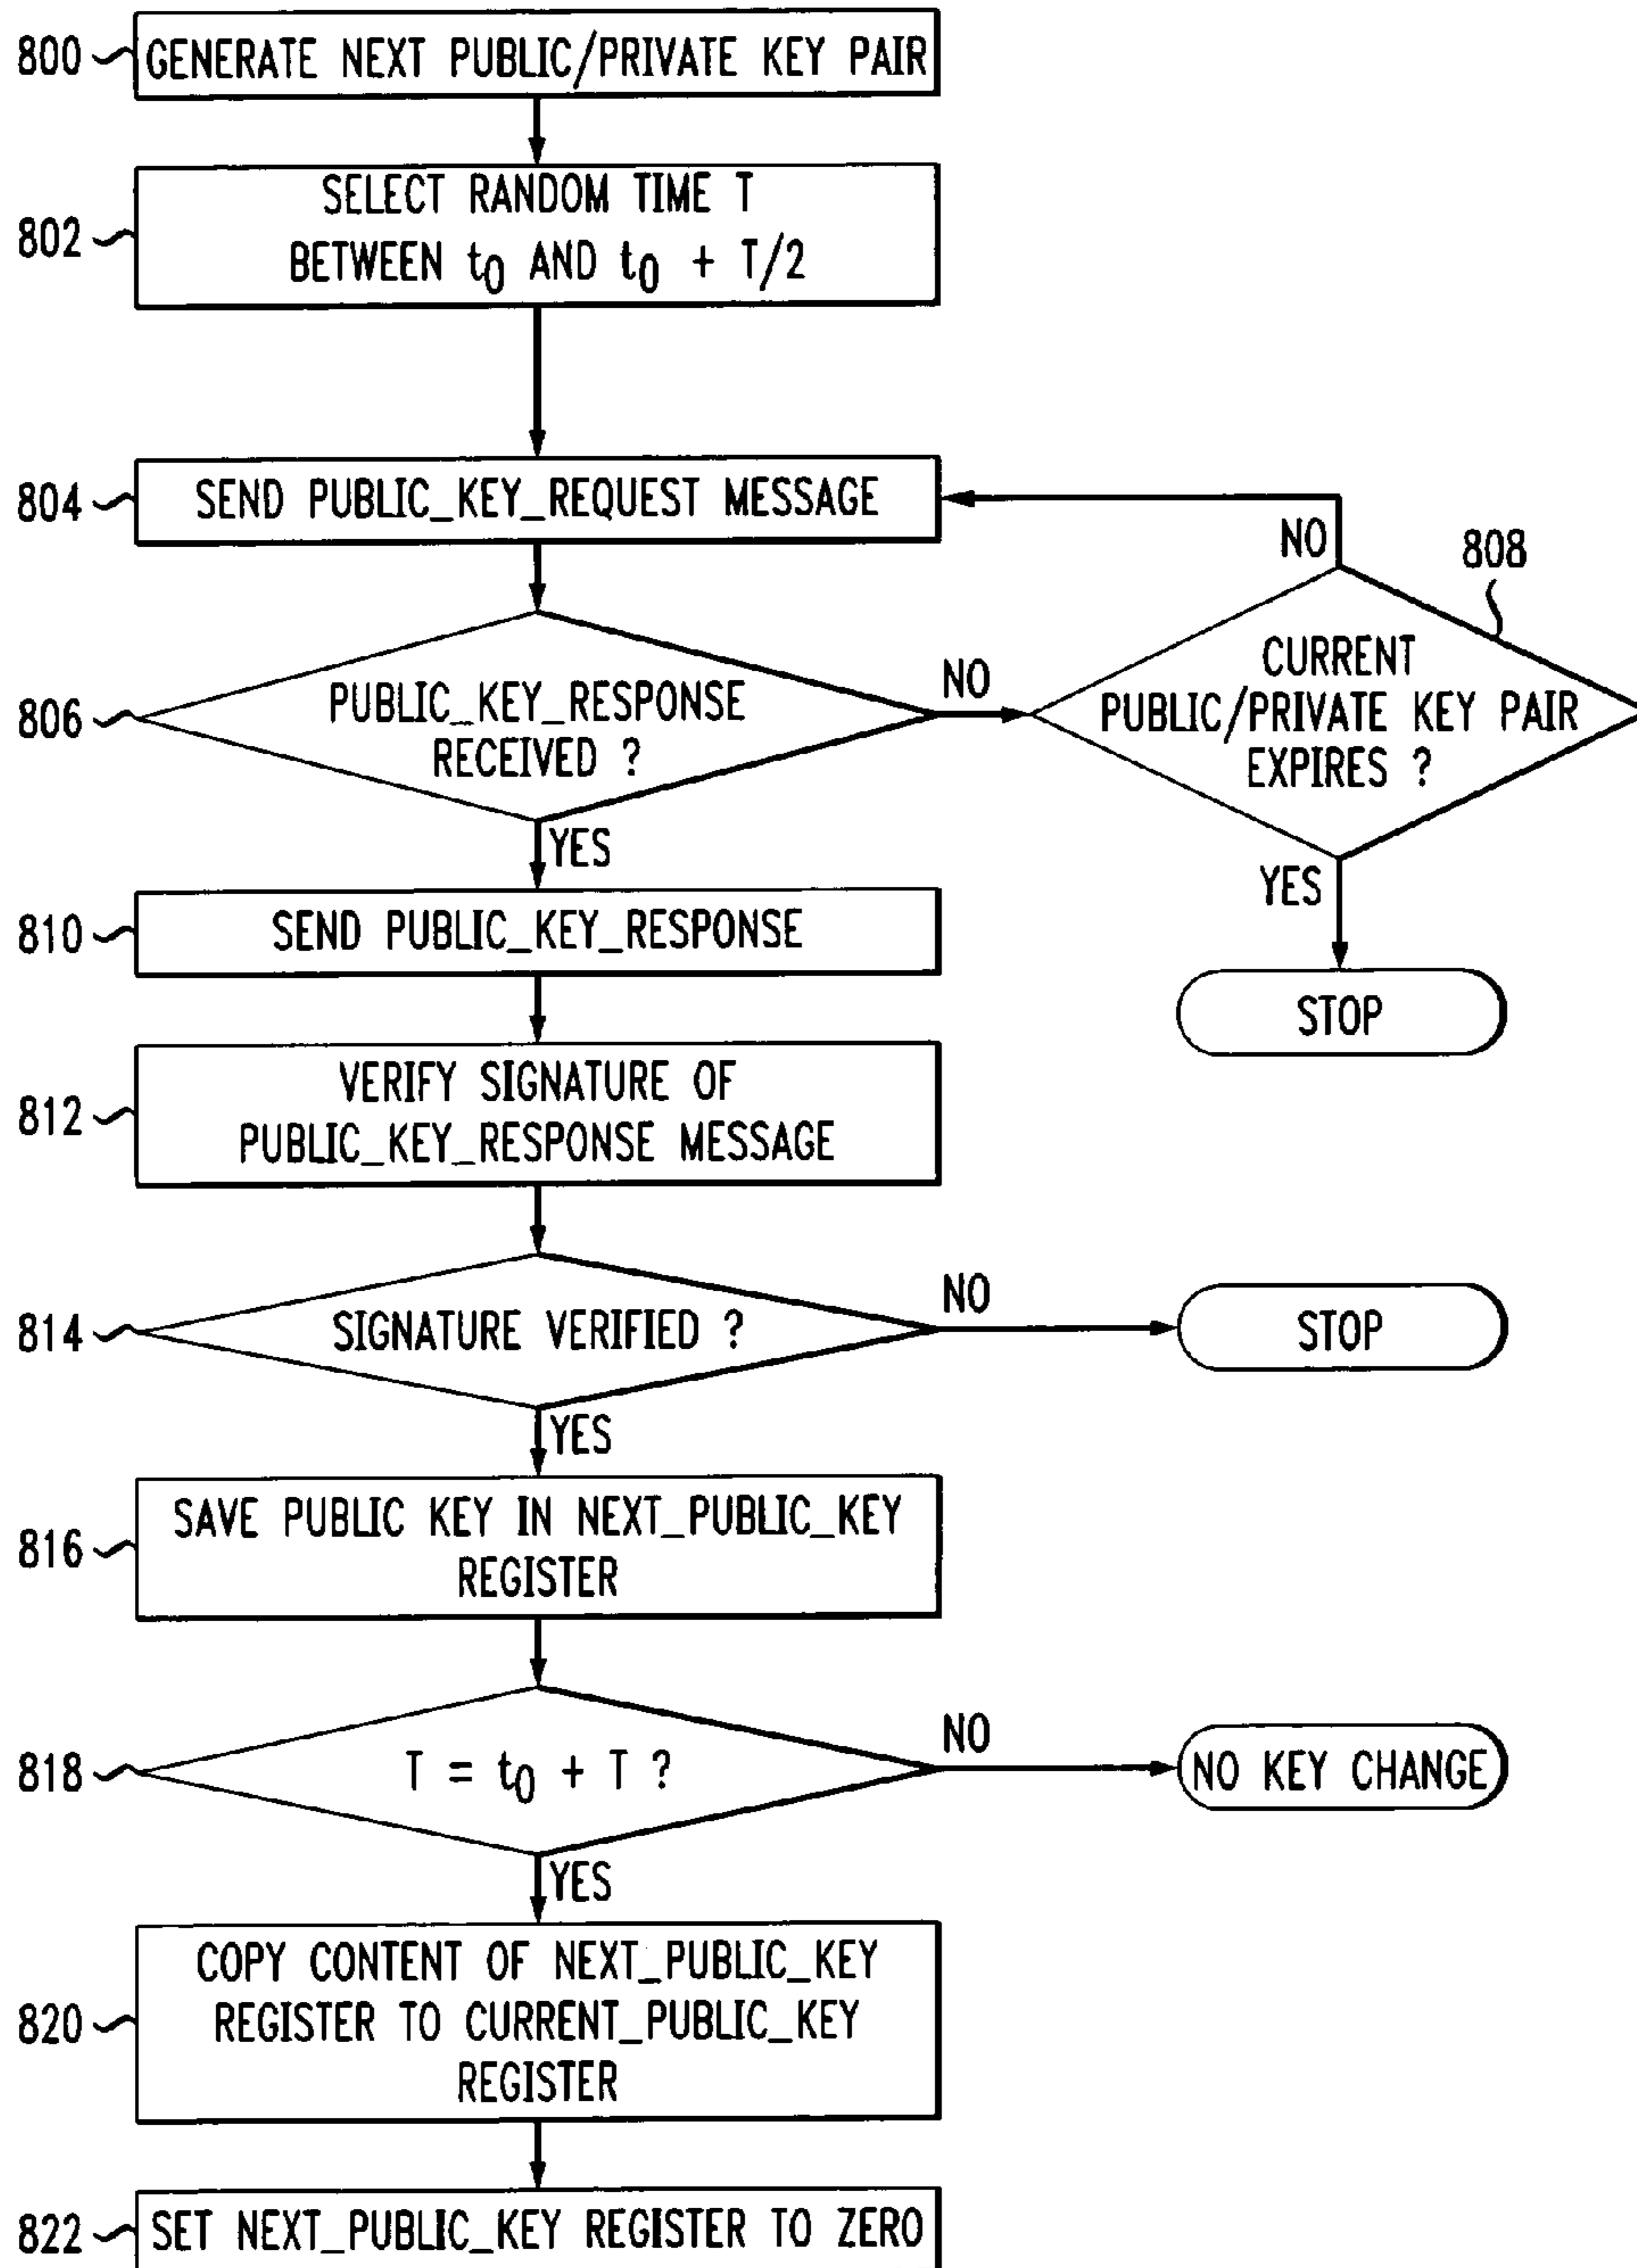 800
GENERATE NEXT PUBLIC/PRIVATE KEY PAIR
802
SELECT RANDOM TIME T
BETWEEN t0 AND t0 + T/2
804
SEND PUBLIC_KEY_REQUEST MESSAGE
NO
808
806
PUBLIC_KEY_RESPONSE
RECEIVED ?
NO
CURRENT
PUBLIC/PRIVATE KEY PAIR
EXPIRES ?
YES
YES
810
SEND PUBLIC_KEY_RESPONSE
STOP
812
VERIFY SIGNATURE OF
PUBLIC_KEY_RESPONSE MESSAGE
814
SIGNATURE VERIFIED ?
NO
STOP
YES
816
SAVE PUBLIC KEY IN NEXT_PUBLIC_KEY
REGISTER
818
T = t0 + T ?
NO
NO KEY CHANGE
YES
820
COPY CONTENT OF NEXT_PUBLIC_KEY
REGISTER TO CURRENT_PUBLIC_KEY
REGISTER
822
SET NEXT_PUBLIC_KEY REGISTER TO ZERO